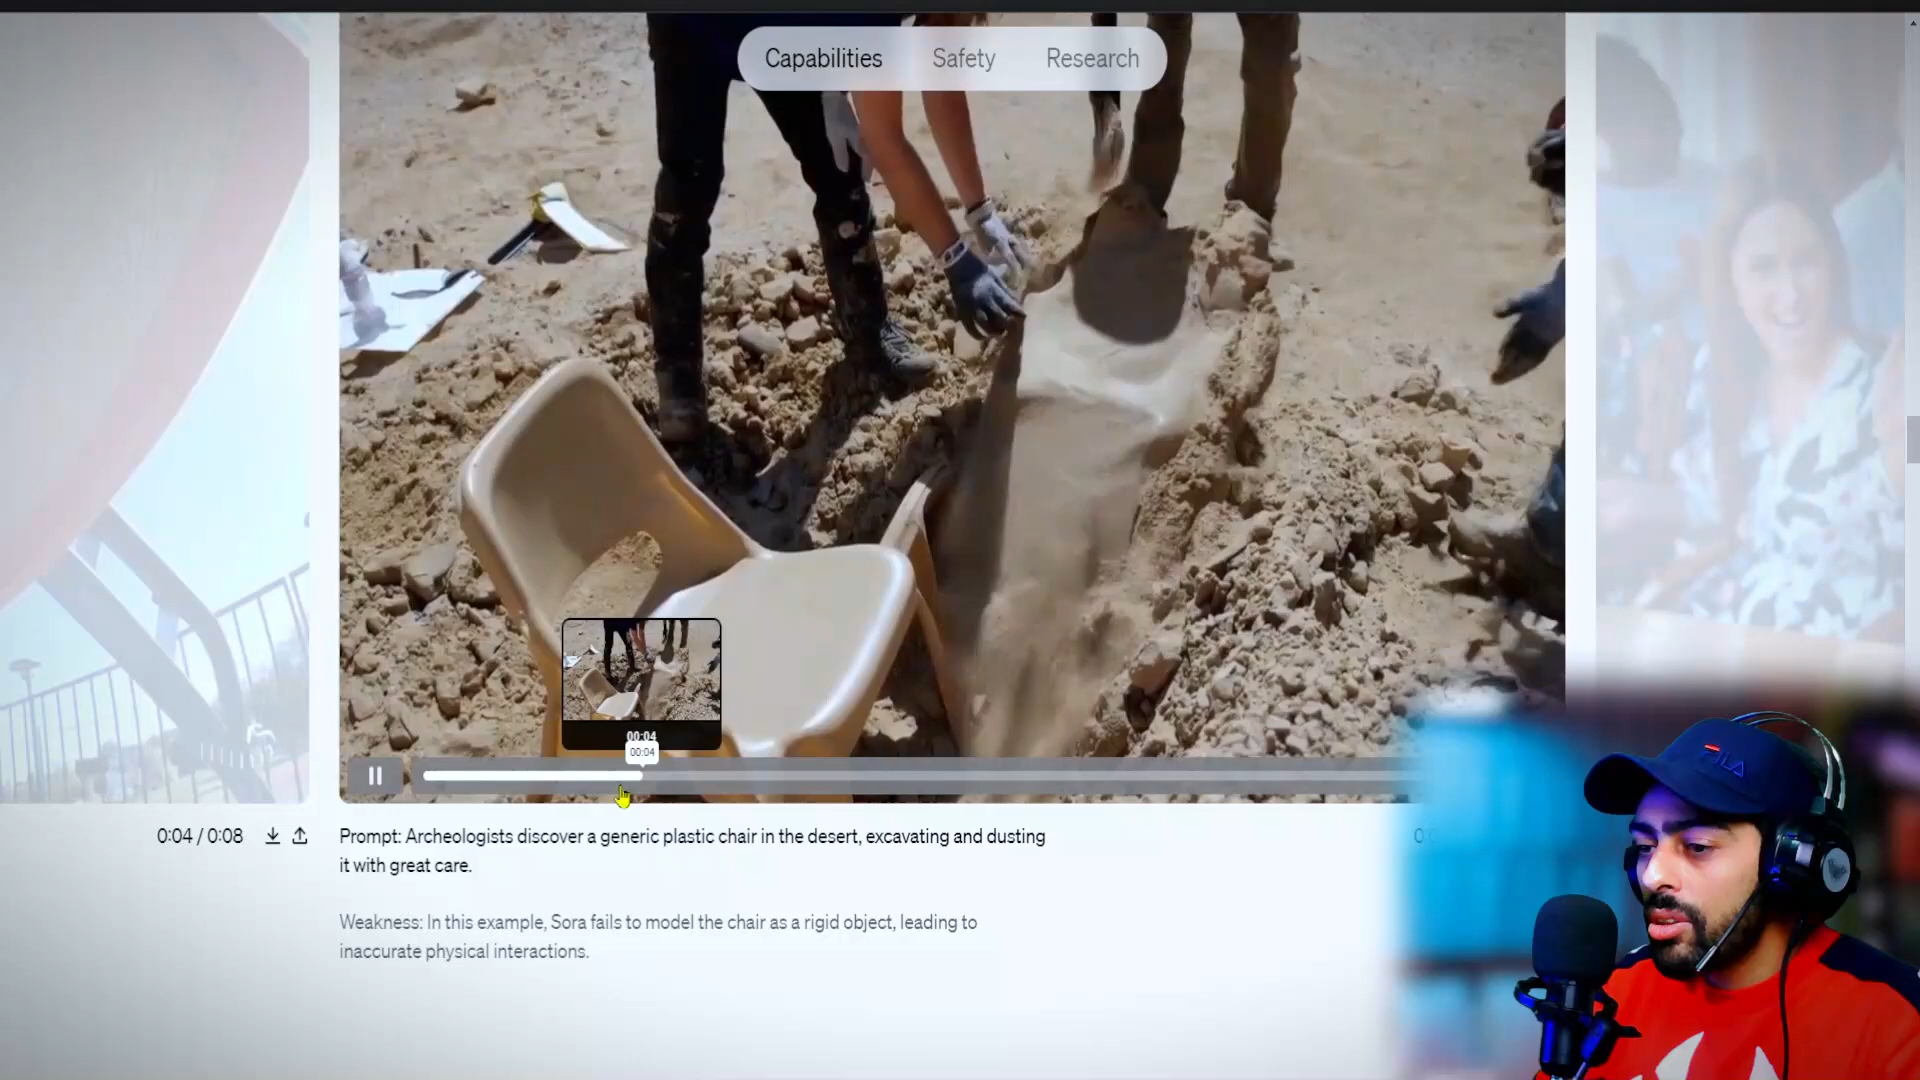 Capabilities
Safety
Research
00:04
00:04
0:04 / 0:08
Prompt: Archeologists discover a generic plastic chair in the desert, excavating and dusting
it with great care.
Weakness: In this example, Sora fails to model the chair as a rigid object, leading to
inaccurate physical interactions.
FILA